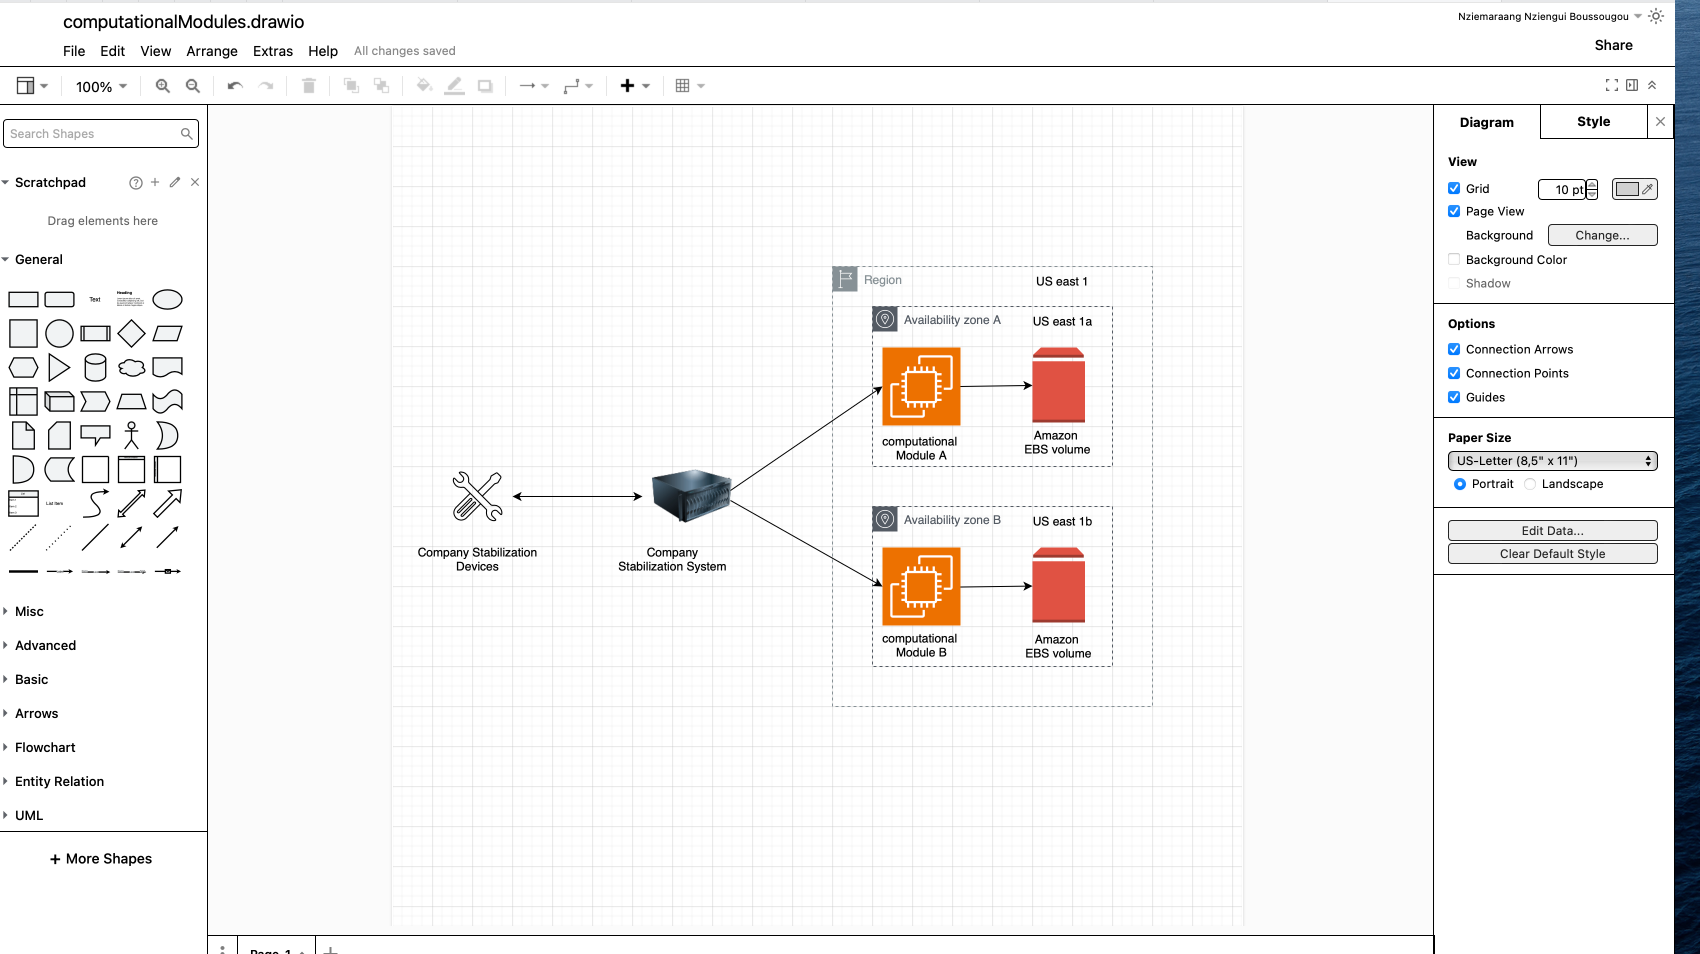 computationalModules.drawio
Nziemaraang Nziengui Boussougou
File Edit View Arrange Extras Help All changes saved
Share
100%
Search Shapes
Scratchpad
Drag elements here
General
Text
Heading
List Item
Misc
Advanced
Basic
Arrows
Flowchart
Entity Relation
UML
+ More Shapes
Region
US east 1
Availability zone A
US east 1a
computational
Module A
Amazon
EBS volume
Company Stabilization
Devices
Company
Stabilization System
Availability zone B
US east 1b
computational
Module B
Amazon
EBS volume
Page-1
Diagram
Style
View
Grid
10 pt
Page View
Background
Change...
Background Color
Shadow
Options
Connection Arrows
Connection Points
Guides
Paper Size
US-Letter (8,5" x 11")
Portrait
Landscape
Edit Data...
Clear Default Style